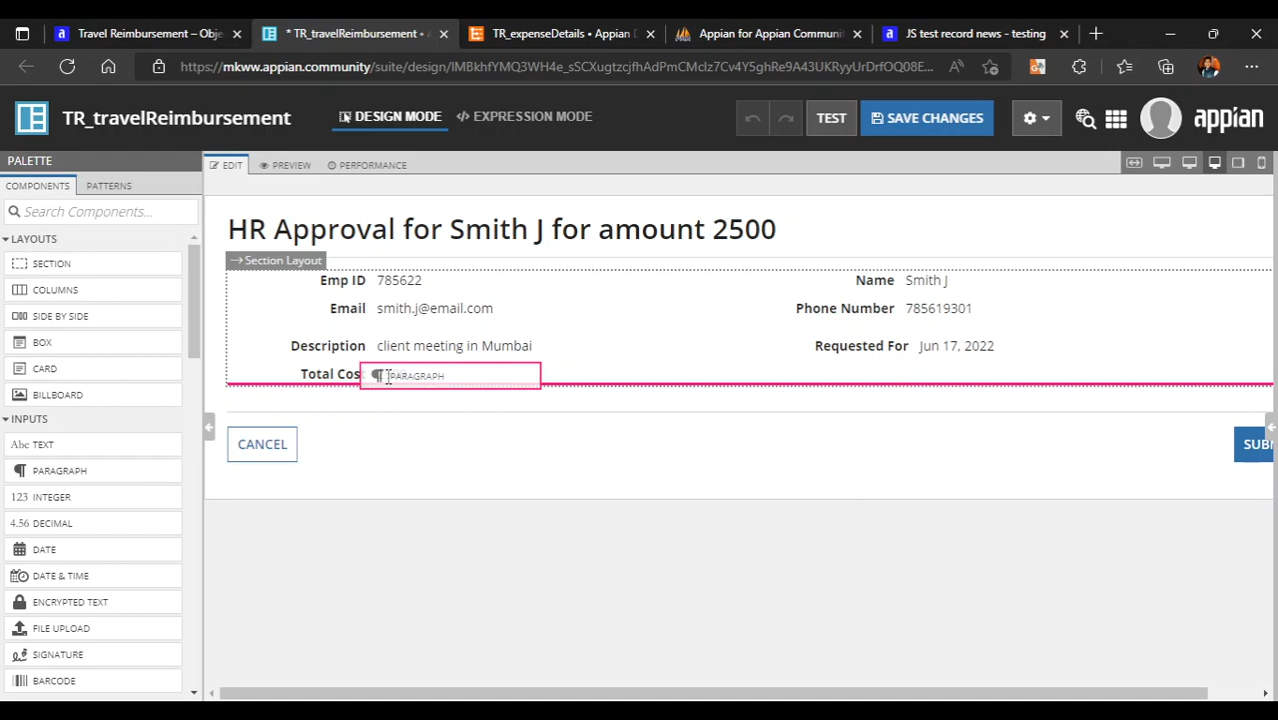 Travel Reimbursement – Obje
* TR_travelReimbursement •
TR_expenseDetails • Appian D
Appian for Appian Communi
JS test record news - testing
https://mkww.appian.community/suite/design/
TR_travelReimbursement
DESIGN MODE
</> EXPRESSION MODE
TEST
SAVE CHANGES
appian
PALETTE
EDIT
PREVIEW
PERFORMANCE
COMPONENTS
PATTERNS
Search Components...
LAYOUTS
SECTION
COLUMNS
SIDE BY SIDE
BOX
CARD
BILLBOARD
INPUTS
Abc TEXT
PARAGRAPH
123 INTEGER
4.56 DECIMAL
DATE
DATE & TIME
ENCRYPTED TEXT
FILE UPLOAD
SIGNATURE
BARCODE
HR Approval for Smith J for amount 2500
Section Layout
Emp ID 785622
Name Smith J
Email smith.j@email.com
Phone Number 785619301
Description client meeting in Mumbai
Requested For Jun 17, 2022
Total Cos
PARAGRAPH
CANCEL
SUBM